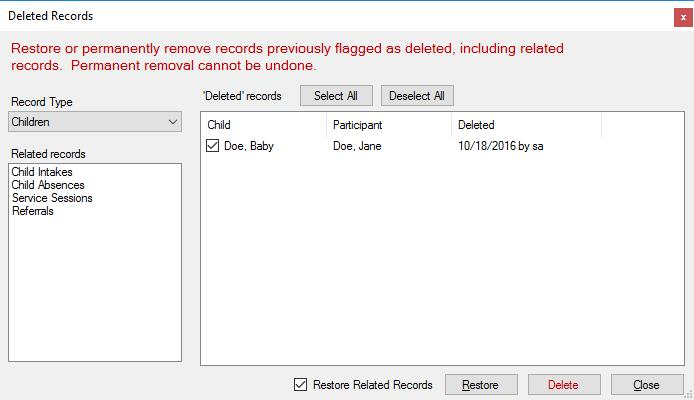 Deleted Records
x
Restore or permanently remove records previously flagged as deleted, including related
records.  Permanent removal cannot be undone.
Record Type
Children
Related records
Child Intakes
Child Absences
Service Sessions
Referrals
'Deleted' records
Select All
Deselect All
Child Participant Deleted
Doe, Baby Doe, Jane 10/18/2016 by sa
Restore Related Records
Restore
Delete
Close